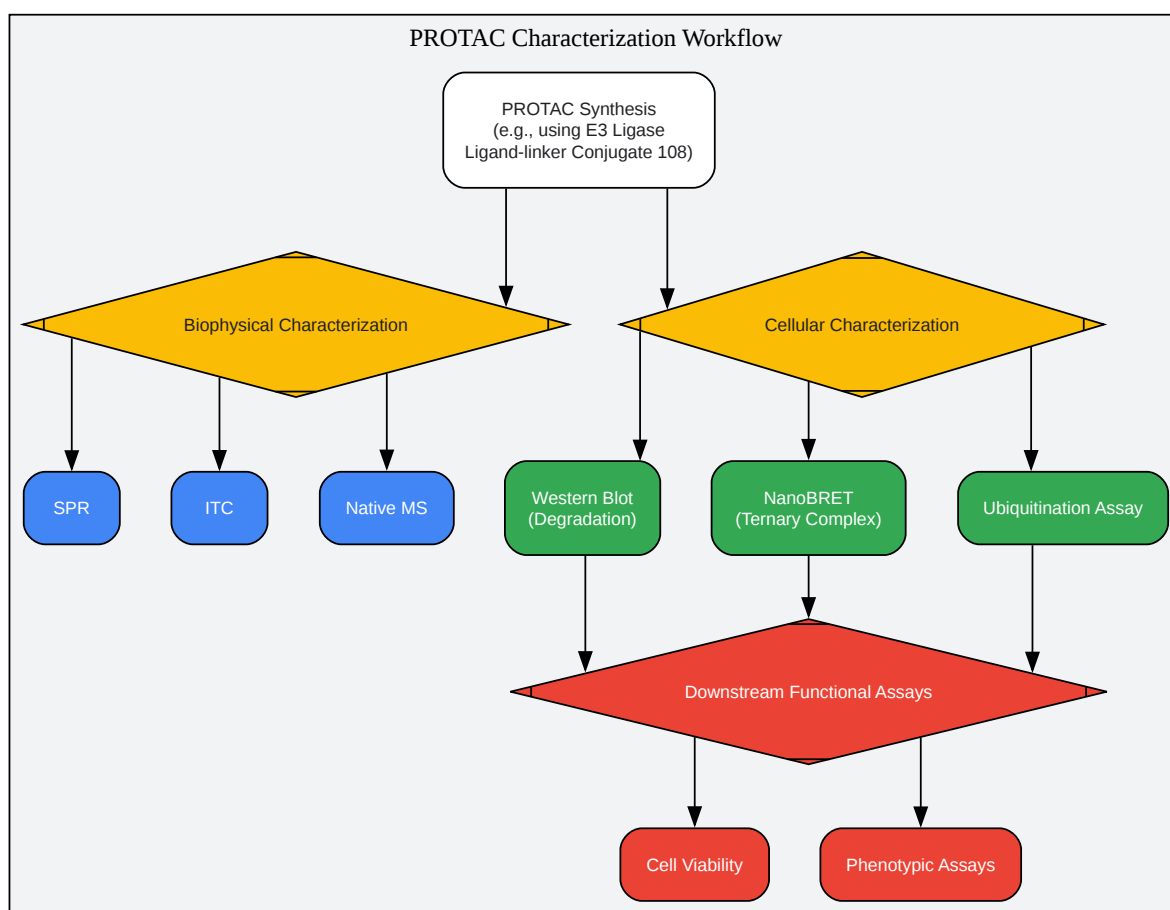 PROTAC Characterization Workflow
PROTAC Synthesis
(e.g., using E3 Ligase
Ligand-linker Conjugate 108)
Biophysical Characterization
Cellular Characterization
SPR
ITC
Native MS
Western Blot
(Degradation)
NanoBRET
(Ternary Complex)
Ubiquitination Assay
Downstream Functional Assays
Cell Viability
Phenotypic Assays